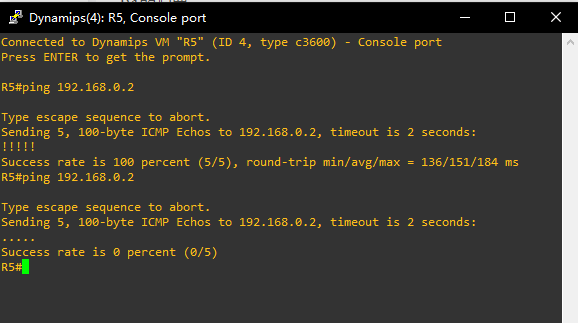 Dynamips(4): R5, Console port
Connected to Dynamips VM "R5" (ID 4, type c3600) - Console port
Press ENTER to get the prompt.
R5#ping 192.168.0.2
Type escape sequence to abort.
Sending 5, 100-byte ICMP Echos to 192.168.0.2, timeout is 2 seconds:
!!!!!
Success rate is 100 percent (5/5), round-trip min/avg/max = 136/151/184 ms
R5#ping 192.168.0.2
Type escape sequence to abort.
Sending 5, 100-byte ICMP Echos to 192.168.0.2, timeout is 2 seconds:
.....
Success rate is 0 percent (0/5)
R5#